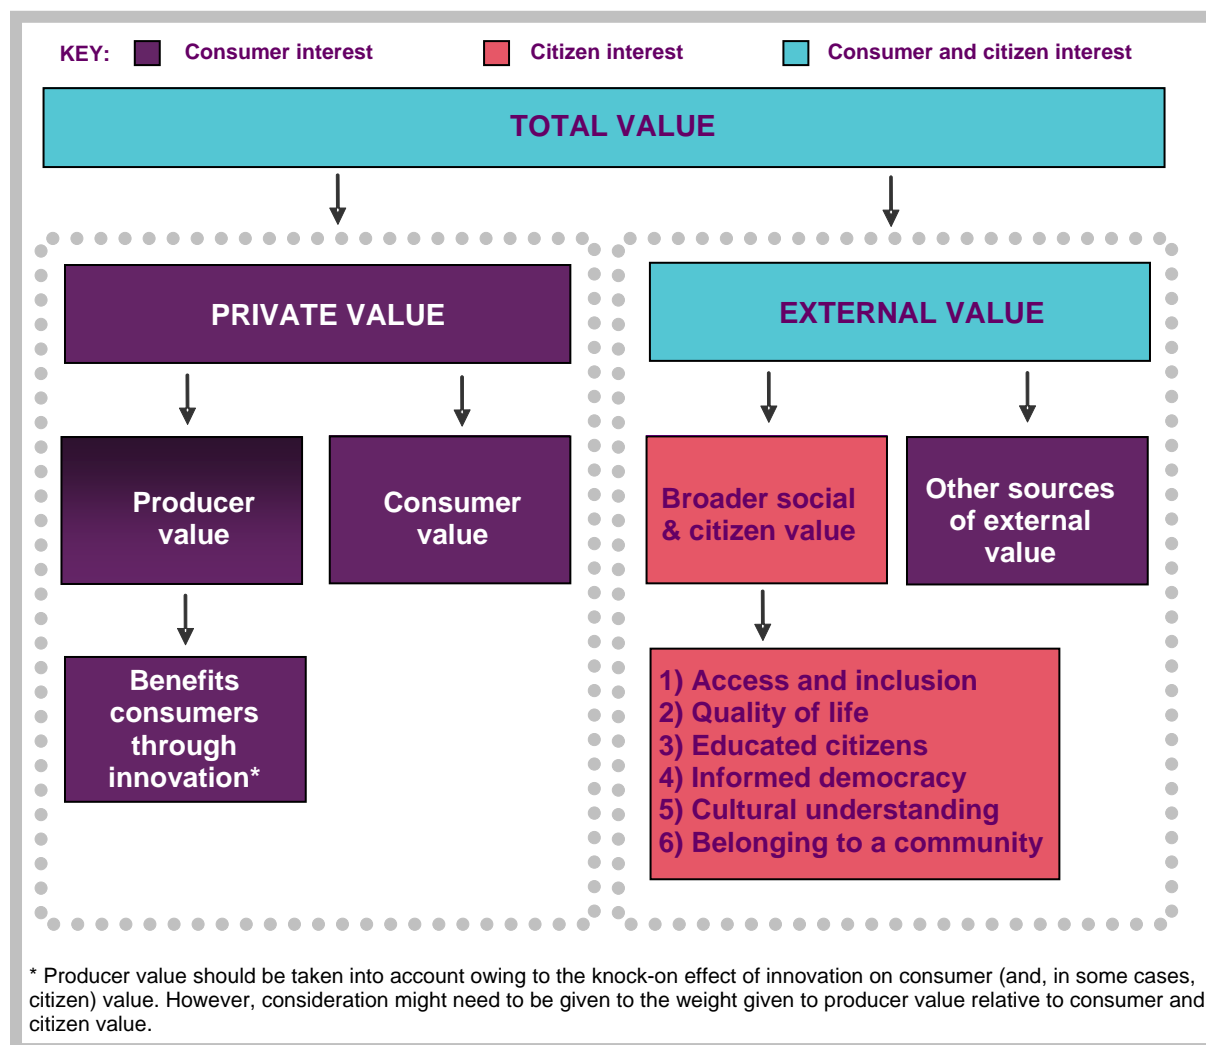 KEY: Consumer interest Citizen interest Consumer and citizen interest
TOTAL VALUE
PRIVATE VALUE
EXTERNAL VALUE
Producer
value
Consumer
value
Broader social
& citizen value
Other sources
of external
value
Benefits
consumers
through
innovation*
1) Access and inclusion
2) Quality of life
3) Educated citizens
4) Informed democracy
5) Cultural understanding
6) Belonging to a community
* Producer value should be taken into account owing to the knock-on effect of innovation on consumer (and, in some cases,
citizen) value. However, consideration might need to be given to the weight given to producer value relative to consumer and
citizen value.